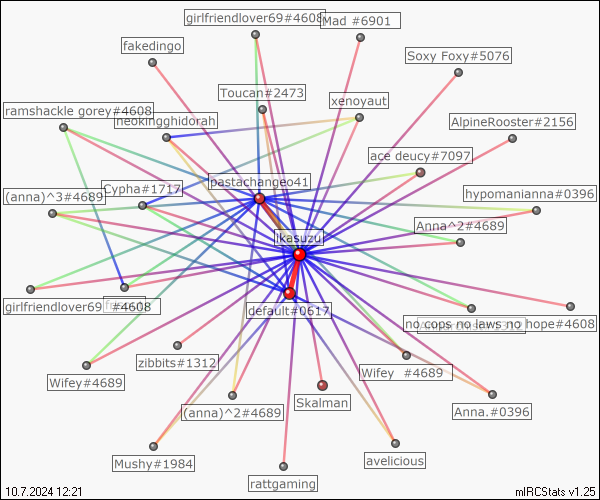 girlfriendlover69#4608
Mad #6901
fakedingo
Soxy Foxy#5076
Toucan#2473
xenoyaut
ramshackle gorey#4608
neokingghidorah
AlpineRooster#2156
ace deucy#7097
pastachangeo41
Cypha#1717
(anna)^3#4689
hypomanianna#0396
Anna^2#4689
ikasuzu
girlfriendlover69 #4608
default#0617
no cops no laws no hope#4608
zibbits#1312
Wifey #4689
Wifey#4689
Skalman
(anna)^2#4689
Anna.#0396
Mushy#1984
avelicious
rattgaming
10.7.2024 12:21
mIRCStats v1.25